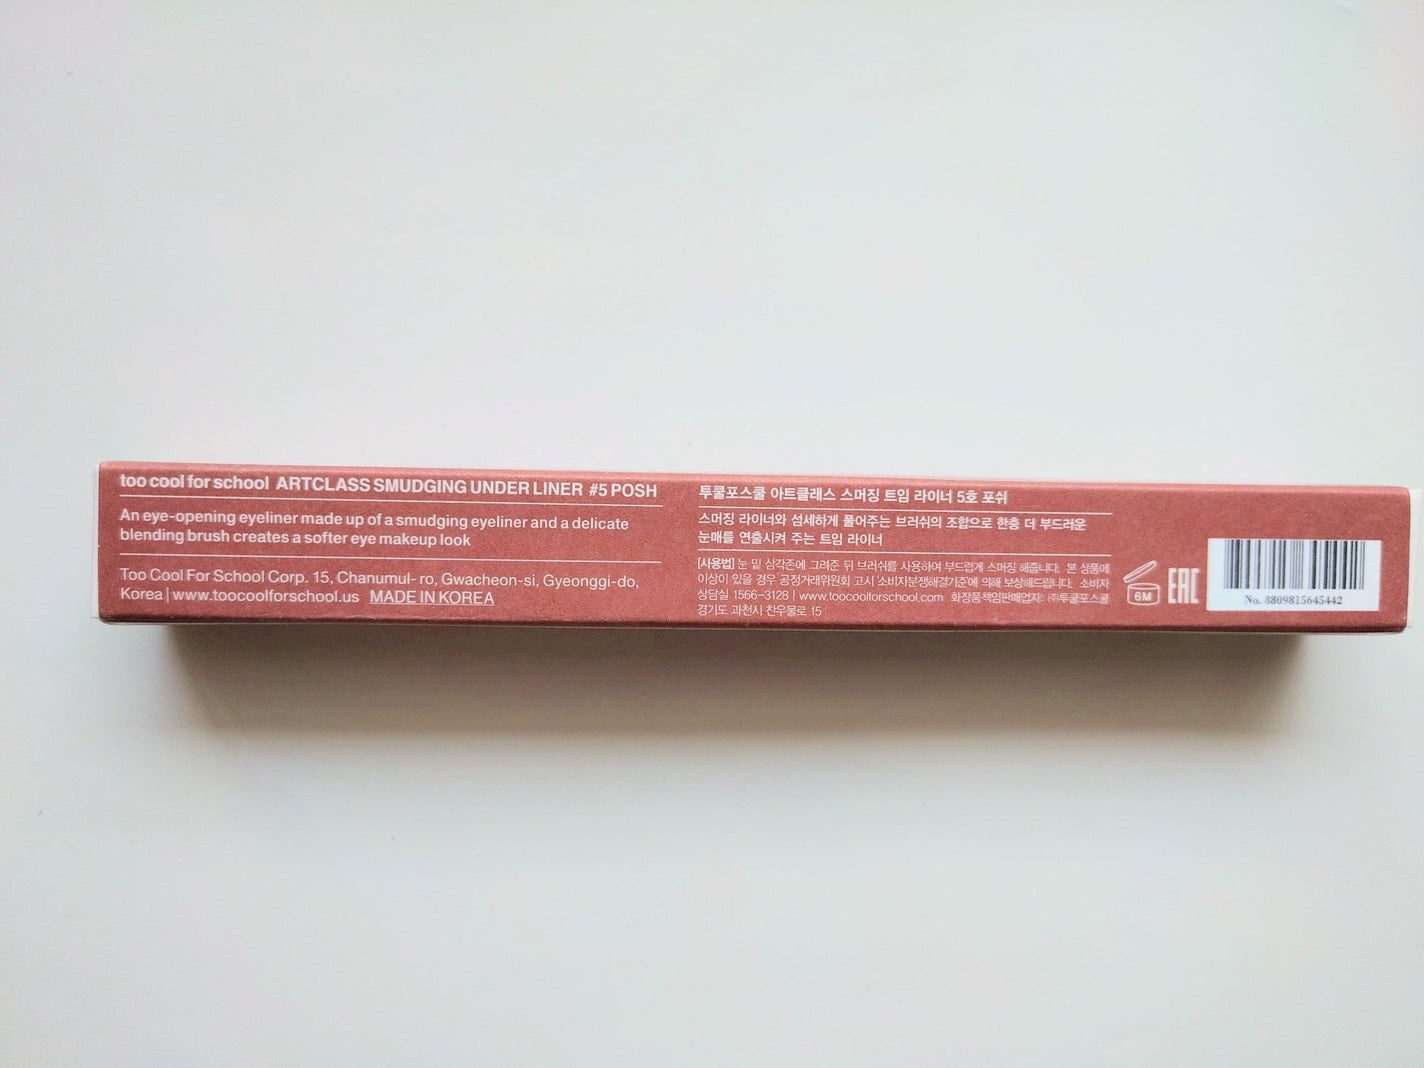 too cool for school ARTCLASS SMUDGING UNDER LINER #5 POSH
An eye-opening eyeliner made up of a smudging eyeliner and a delicate
blending brush creates a softer eye makeup look
Too Cool For School Corp. 15, Chanumul- ro, Gwacheon-si, Gyeonggi-do,
Korea | www.toocoolforschool.us MADE IN KOREA
투쿨포스쿨 아트클래스 스머징 트임 라이너 5호 포쉬
스머징 라이너와 섬세하게 풀어주는 브러쉬의 조합으로 한층 더 부드러운
눈매를 연출시켜 주는 트임 라이너
[사용법] 눈 밑 삼각존에 그려준 뒤 브러쉬를 사용하여 부드럽게 스머징 해줍니다. 본 상품에
이상이 있을 경우 공정거래위원회 고시 '소비자분쟁해결기준'에 의해 보상해드립니다. 소비자
상담실 1566-3128 | www.toocoolforschool.com 화장품책임판매업자: ㈜투쿨포스쿨
경기도 과천시 찬우물로 15
6M
EAC
No. 8809815645442